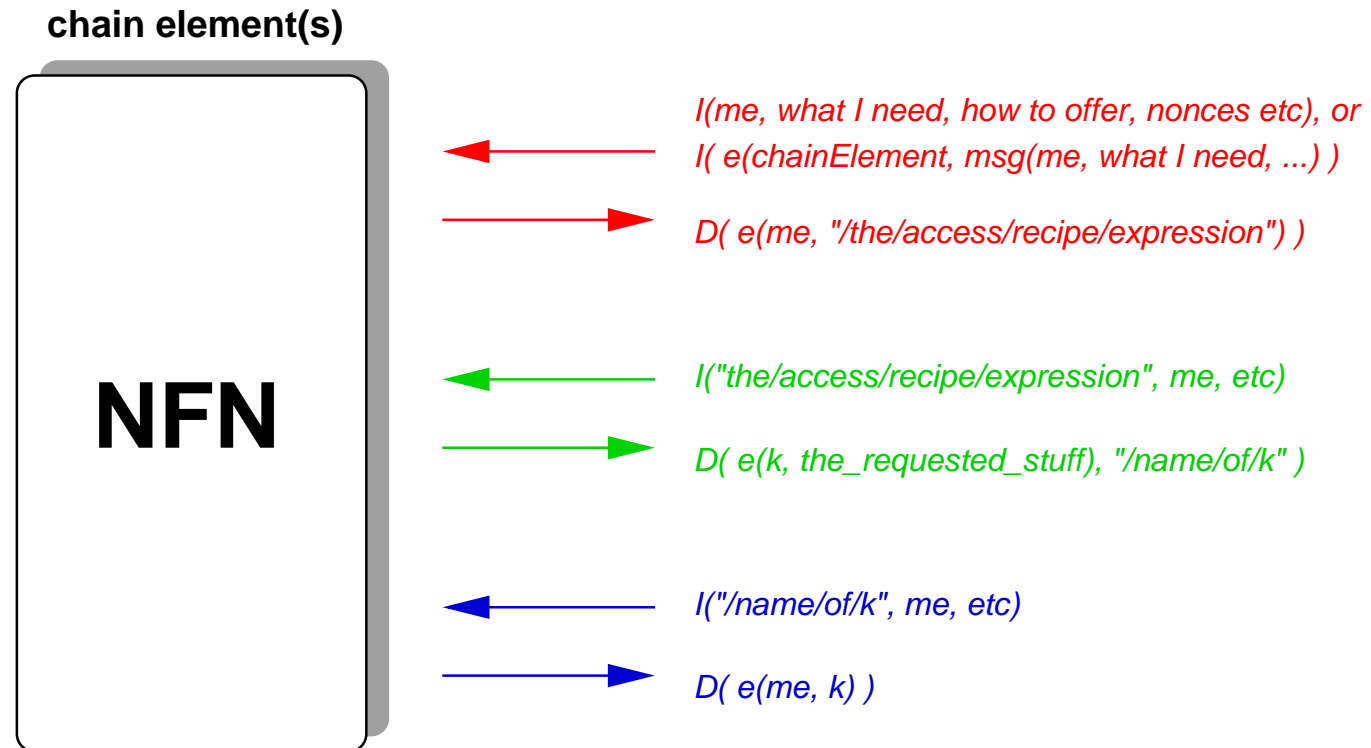 chain element(s)
I(me, what I need, how to offer, nonces etc), or
I( e(chainElement, msg(me, what I need, ...) )
D( e(me, "/the/access/recipe/expression") )
NFN
I("the/access/recipe/expression", me, etc)
D( e(k, the_requested_stuff), "/name/of/k" )
I("/name/of/k", me, etc)
D( e(me, k) )